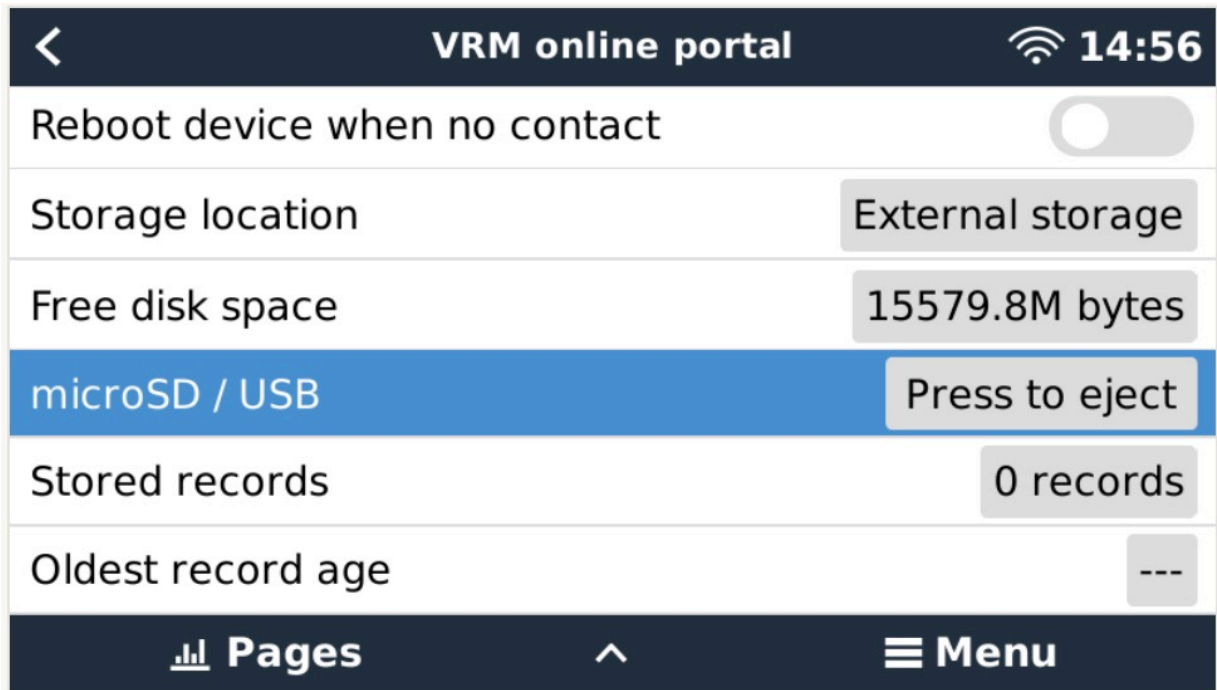 VRM online portal 14:56
Reboot device when no contact
Storage location External storage
Free disk space 15579.8M bytes
microSD / USB Press to eject
Stored records 0 records
Oldest record age ---
Pages Menu